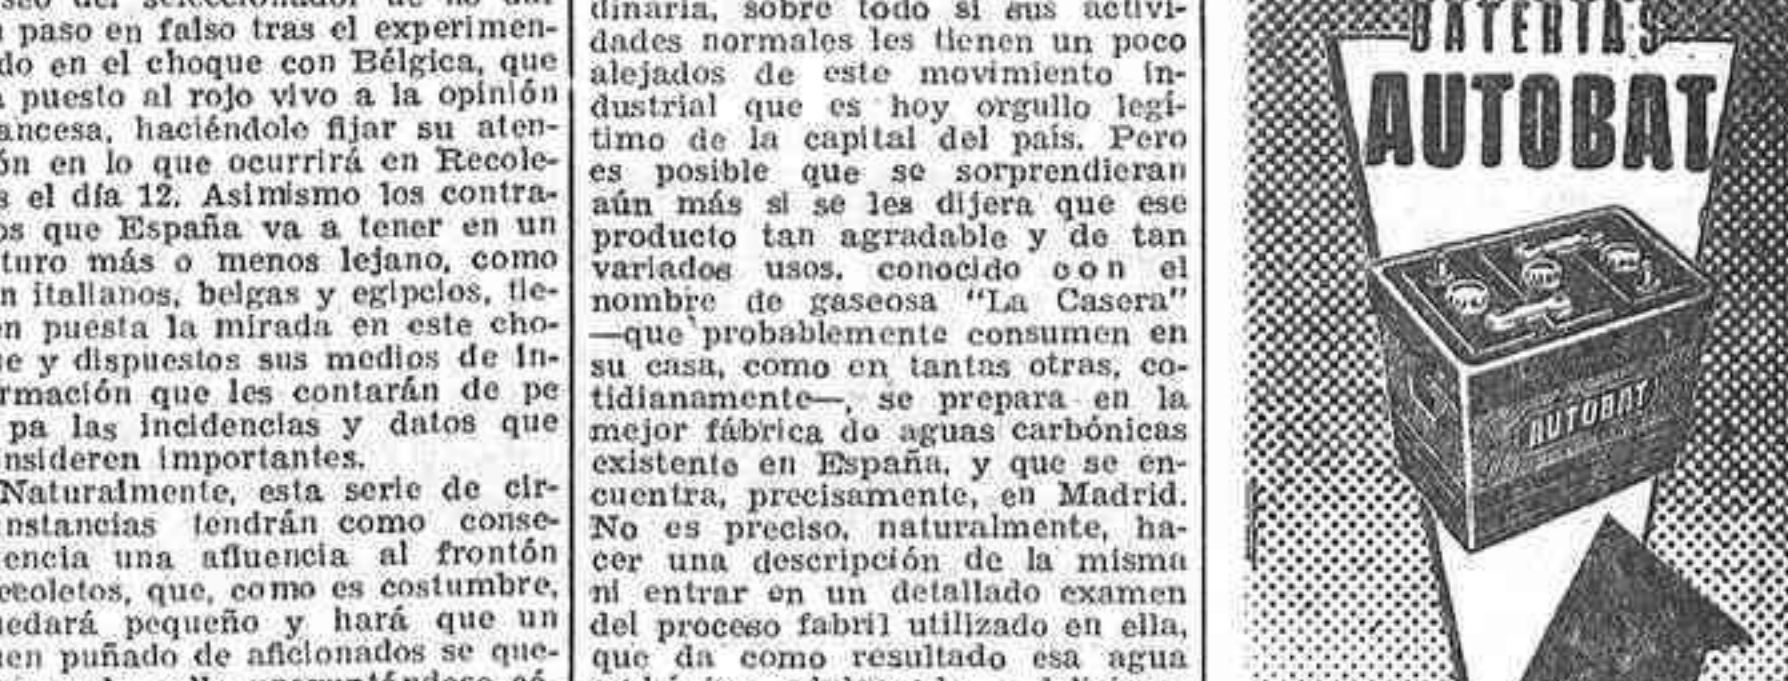 paso en falso tras el experimen-
do en el choque con Bélgica, que
puesto al rojo vivo a la opinión
ancesa, haciéndole fijar su aten-
ón en lo que ocurrirá en Recole-
s el día 12. Asimismo los contra-
os que España va a tener en un
turo más o menos lejano, como
n italianos, belgas y egipcios, tie-
en puesta la mirada en este cho-
ue y dispuestos sus medios de in-
rmación que les contarán de pe
pa las incidencias y datos que
nsideren importantes.
Naturalmente, esta serie de cir-
nstancias tendrán como conse-
encia una afluencia al frontón
ecoletos, que, como es costumbre,
uedará pequeño y hará que un
uen puñado de aficionados se que-
dinaria, sobre todo si sus activi-
dades normales les tienen un poco
alejados de este movimiento in-
dustrial que es hoy orgullo legí-
timo de la capital del país. Pero
es posible que se sorprendieran
aún más si se les dijera que ese
producto tan agradable y de tan
variados usos, conocido con el
nombre de gaseosa "La Casera"
—que probablemente consumen en
su casa, como en tantas otras, co-
tidianamente—, se prepara en la
mejor fábrica de aguas carbónicas
existente en España, y que se en-
cuentra, precisamente, en Madrid.
No es preciso, naturalmente, ha-
cer una descripción de la misma
ni entrar en un detallado examen
del proceso fabril utilizado en ella,
que da como resultado esa agua
BATERIAS
AUTOBAT
AUTOBAT